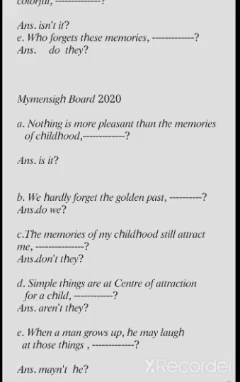 colorful, --------------?
Ans. isn't it?
e. Who forgets these memories, -------------?
Ans. do they?
Mymensigh Board 2020
a. Nothing is more pleasant than the memories
of childhood,-------------?
Ans. is it?
b. We hardly forget the golden past, ----------?
Ans.do we?
c.The memories of my childhood still attract
me, ---------------?
Ans.don't they?
d. Simple things are at Centre of attraction
for a child, ------------?
Ans. aren't they?
e. When a man grows up, he may laugh
at those things , -------------?
Ans. mayn't he?
XRecorder